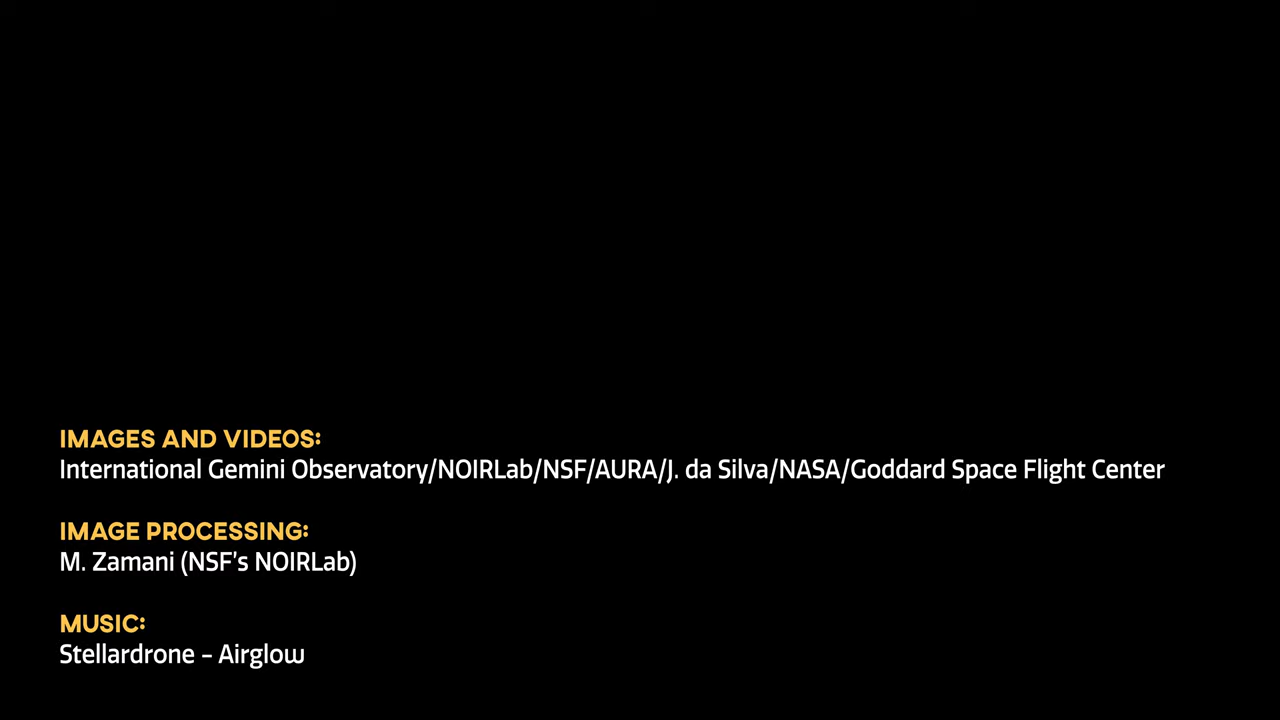 IMAGES AND VIDEOS:
International Gemini Observatory/NOIRLab/NSF/AURA/J. da Silva/NASA/Goddard Space Flight Center
IMAGE PROCESSING:
M. Zamani (NSF's NOIRLab)
MUSIC:
Stellardrone – Airglow